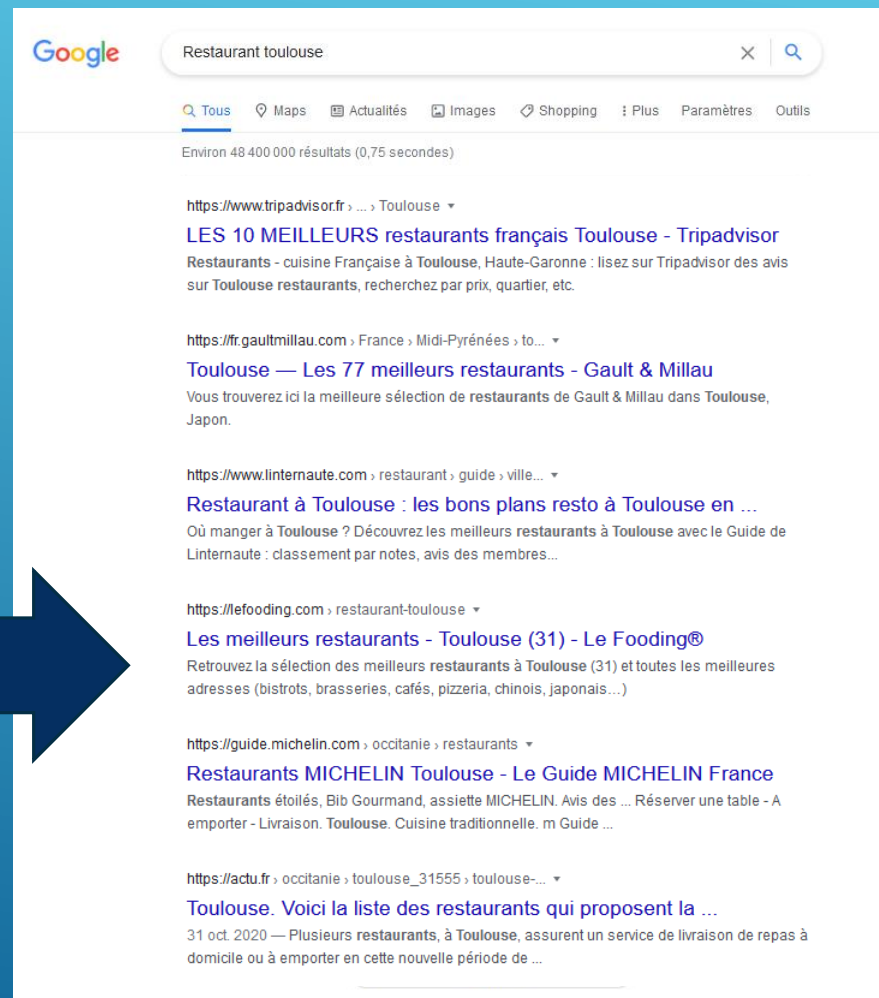 Google
Restaurant toulouse
Tous Maps Actualités Images Shopping Plus Paramètres Outils
Environ 48 400 000 résultats (0,75 secondes)
https://www.tripadvisor.fr › ... › Toulouse
LES 10 MEILLEURS restaurants français Toulouse - Tripadvisor
Restaurants - cuisine Française à Toulouse, Haute-Garonne : lisez sur Tripadvisor des avis
sur Toulouse restaurants, recherchez par prix, quartier, etc.
https://fr.gaultmillau.com › France › Midi-Pyrénées › to...
Toulouse — Les 77 meilleurs restaurants - Gault & Millau
Vous trouverez ici la meilleure sélection de restaurants de Gault & Millau dans Toulouse,
Japon.
https://www.linternaute.com › restaurant › guide › ville...
Restaurant à Toulouse : les bons plans resto à Toulouse en ...
Où manger à Toulouse ? Découvrez les meilleurs restaurants à Toulouse avec le Guide de
Linternaute : classement par notes, avis des membres...
https://lefooding.com › restaurant-toulouse
Les meilleurs restaurants - Toulouse (31) - Le Fooding®
Retrouvez la sélection des meilleurs restaurants à Toulouse (31) et toutes les meilleures
adresses (bistrots, brasseries, cafés, pizzeria, chinois, japonais…)
https://guide.michelin.com › occitanie › restaurants
Restaurants MICHELIN Toulouse - Le Guide MICHELIN France
Restaurants étoilés, Bib Gourmand, assiette MICHELIN. Avis des ... Réserver une table - A
emporter - Livraison. Toulouse. Cuisine traditionnelle. m Guide ...
https://actu.fr › occitanie › toulouse_31555 › toulouse-...
Toulouse. Voici la liste des restaurants qui proposent la ...
31 oct. 2020 — Plusieurs restaurants, à Toulouse, assurent un service de livraison de repas à
domicile ou à emporter en cette nouvelle période de ...